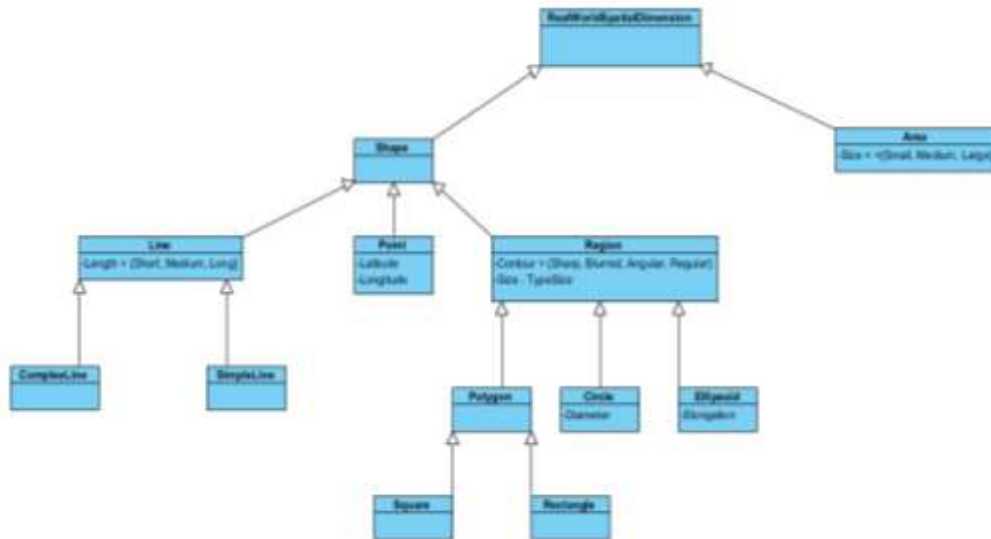 RealWorldSpatialDimension
Area
-Size = {Small, Medium, Large}
Shape
Line
-Length = {Short, Medium, Long}
Point
-Latitude
-Longitude
Region
-Contour = {Sharp, Blurred, Angular, Regular}
-Size : TypeSize
ComplexLine
SimpleLine
Polygon
Circle
-Diameter
Ellipsoid
-Elongation
Square
Rectangle